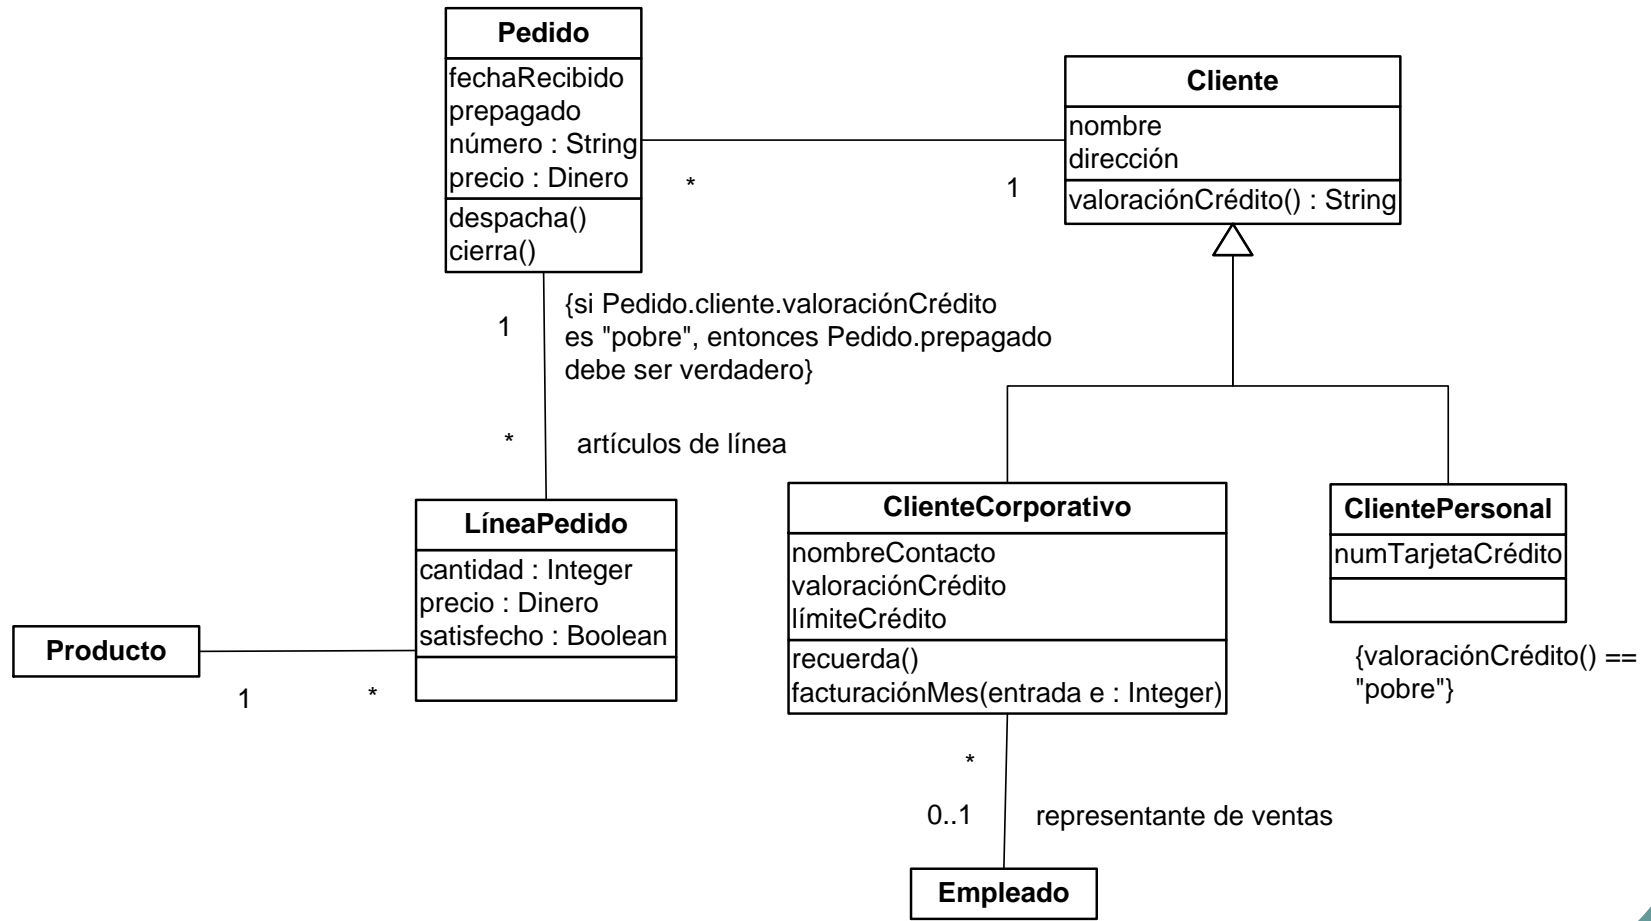 Pedido
fechaRecibido
prepagado
número : String
precio : Dinero
despacha()
cierra()
Cliente
nombre
dirección
valoraciónCrédito() : String
*
1
1
{si Pedido.cliente.valoraciónCrédito
es "pobre", entonces Pedido.prepagado
debe ser verdadero}
*
artículos de línea
LíneaPedido
cantidad : Integer
precio : Dinero
satisfecho : Boolean
Producto
1
*
ClienteCorporativo
nombreContacto
valoraciónCrédito
límiteCrédito
recuerda()
facturaciónMes(entrada e : Integer)
ClientePersonal
numTarjetaCrédito
{valoraciónCrédito() ==
"pobre"}
*
0..1
representante de ventas
Empleado